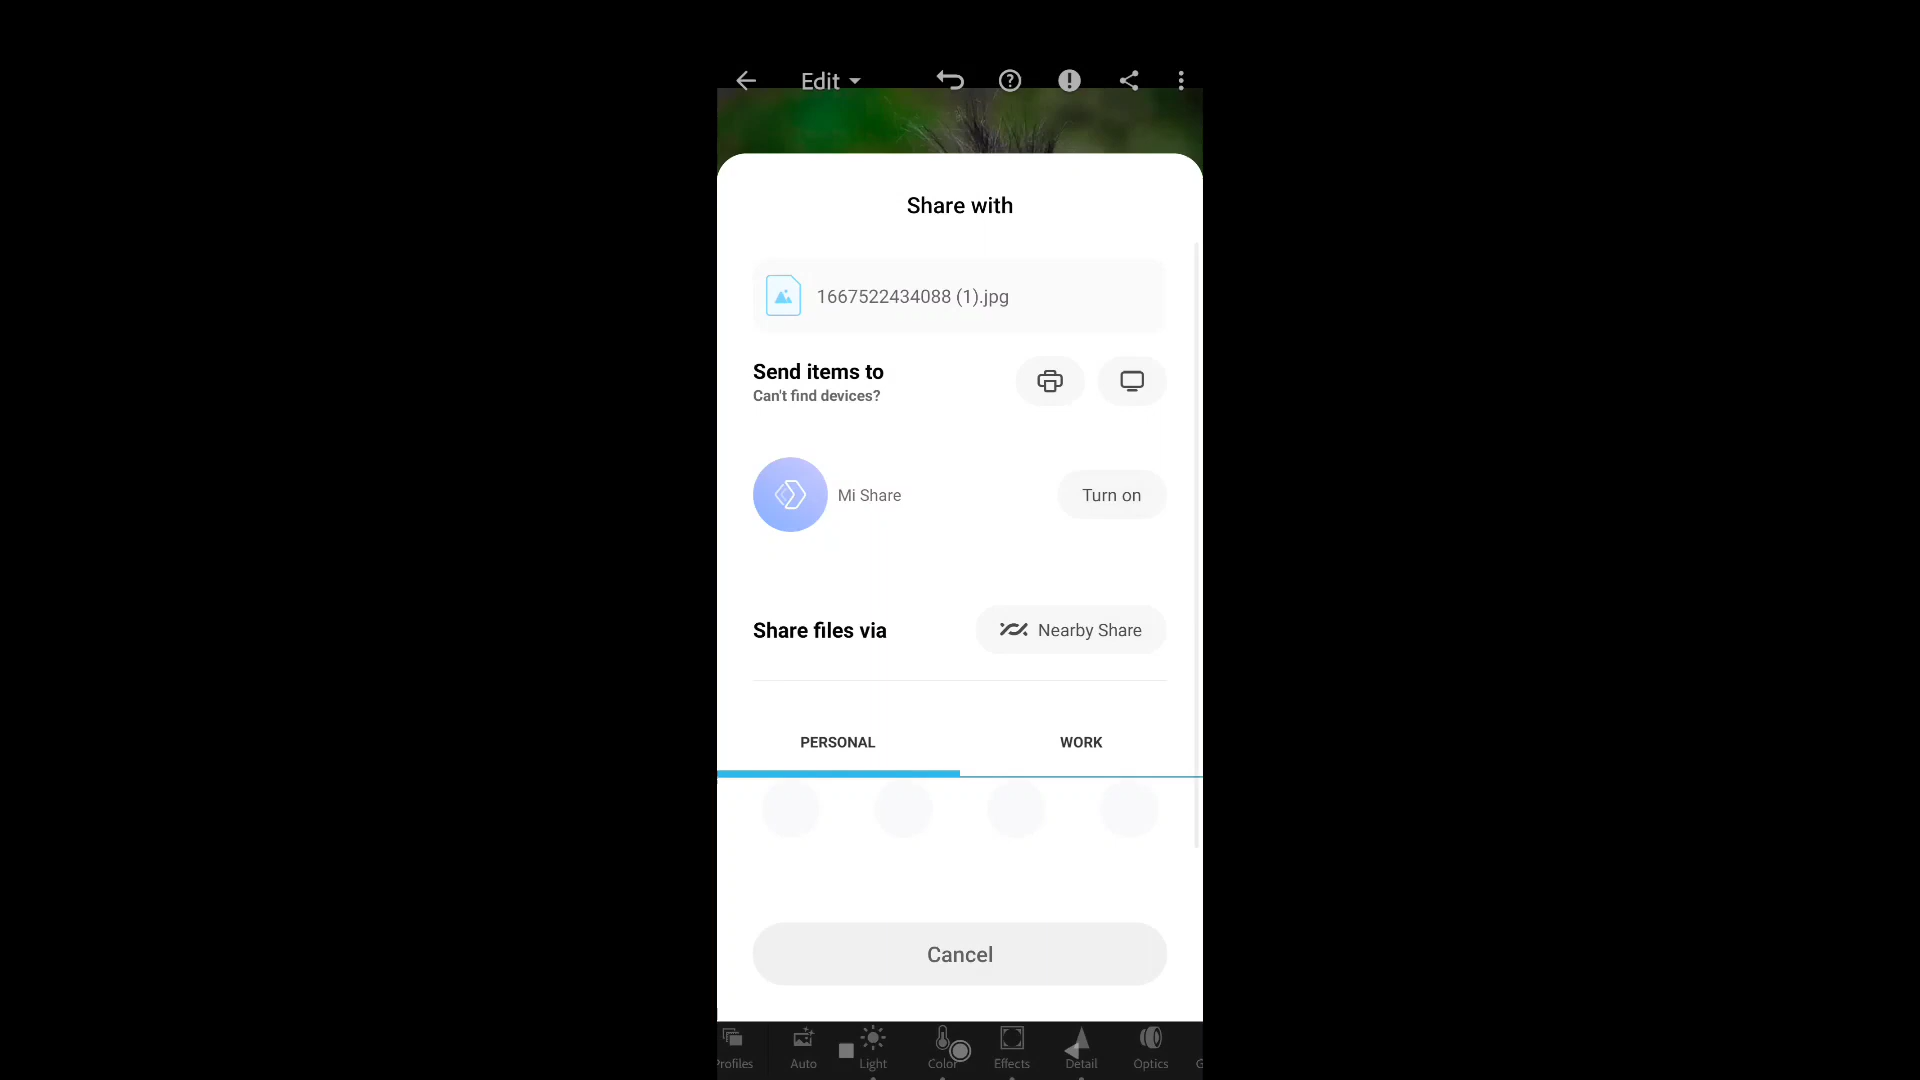 Edit
Share with
1667522434088 (1).jpg
Send items to
Can't find devices?
Mi Share
Turn on
Share files via
Nearby Share
PERSONAL
WORK
Cancel
Profiles
Auto
Light
Color
Effects
Detail
Optics
G